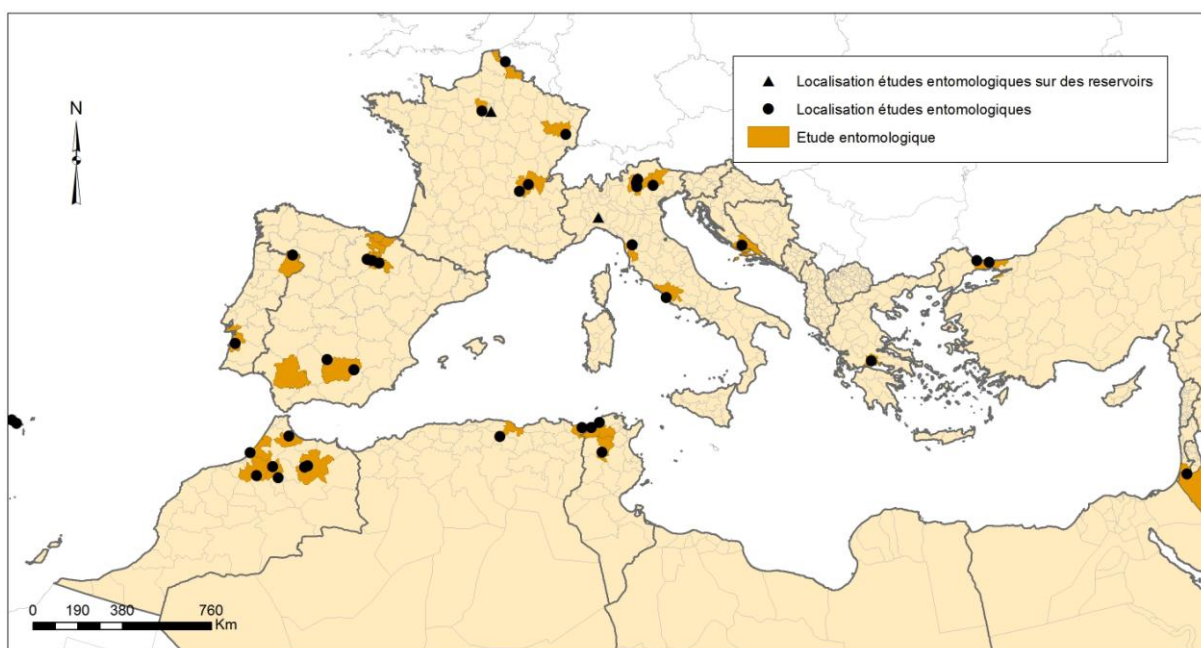 Localisation études entomologiques sur des reservoirs
Localisation études entomologiques
Etude entomologique
N
0 190 380 760
Km